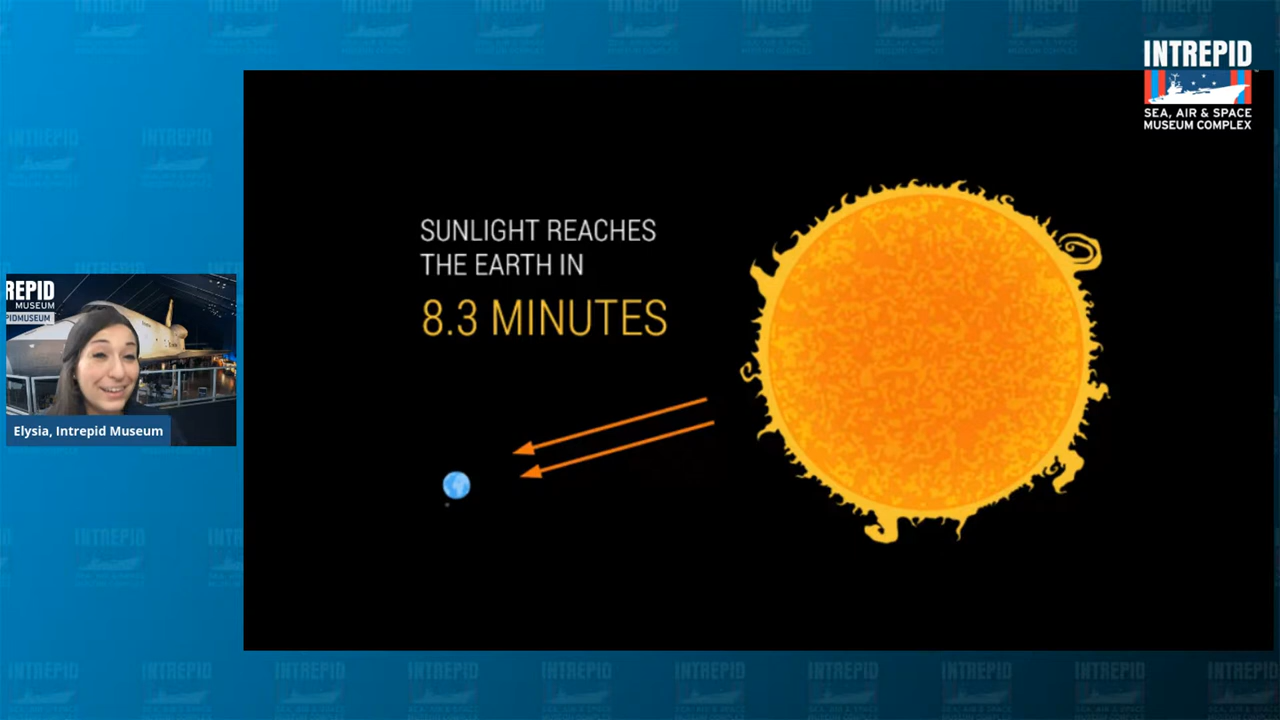 INTREPID
SEA, AIR & SPACE
MUSEUM COMPLEX
SUNLIGHT REACHES
THE EARTH IN
8.3 MINUTES
REPID
MUSEUM
PIDMUSEUM
Elysia, Intrepid Museum